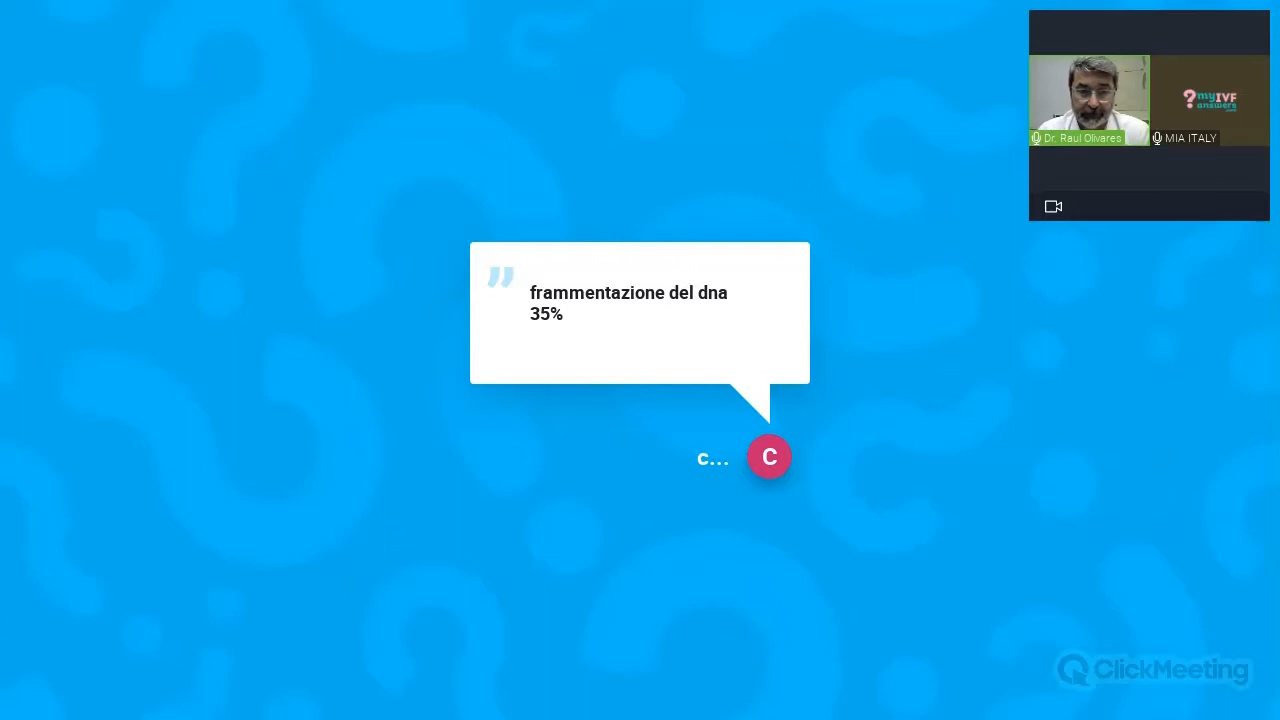 frammentazione del dna
35%
c...
C
Dr. Raul Olivares
MIA ITALY
? my IVF
answers
ClickMeeting